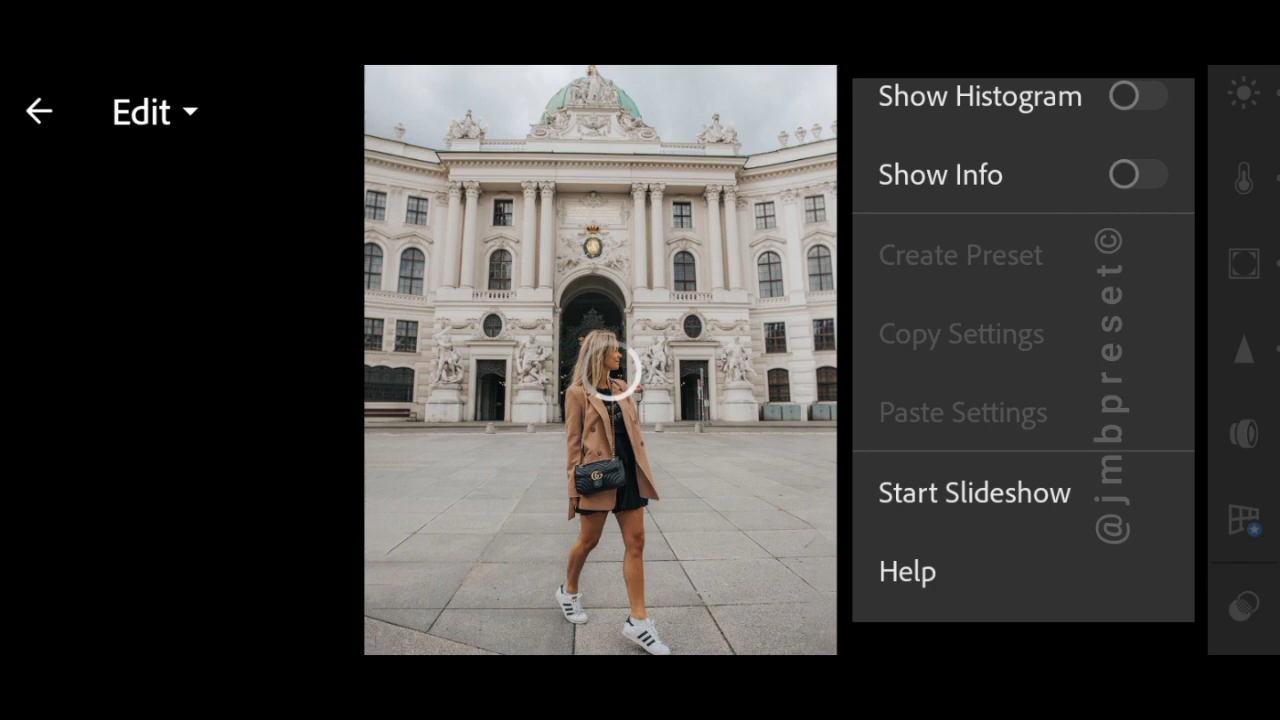 Edit
Show Histogram
Show Info
Create Preset
Copy Settings
Paste Settings
Start Slideshow
Help
@jmbpreset©